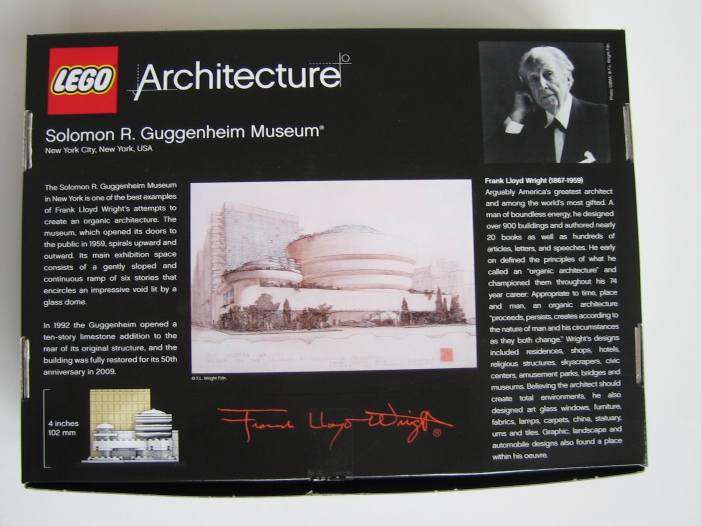 LEGO Architecture
Solomon R. Guggenheim Museum®
New York City, New York, USA
The Solomon R. Guggenheim Museum
in New York is one of the best examples
of Frank Lloyd Wright's attempts to
create an organic architecture. The
museum, which opened its doors to
the public in 1959, spirals upward and
outward. Its main exhibition space
consists of a gently sloped and
continuous ramp of six stories that
encircles an impressive void lit by a
glass dome.
In 1992 the Guggenheim opened a
ten-story limestone addition to the
rear of its original structure, and the
building was fully restored for its 50th
anniversary in 2009.
4 inches
102 mm
© F.L. Wright Fdn.
Frank Lloyd Wright®
Frank Lloyd Wright (1867-1959)
Arguably America's greatest architect
and among the world's most gifted. A
man of boundless energy, he designed
over 900 buildings and authored nearly
20 books as well as hundreds of
articles, letters, and speeches. He early
on defined the principles of what he
called an "organic architecture" and
championed them throughout his 74
year career. Appropriate to time, place
and man, an organic architecture
"proceeds, persists, creates according to
the nature of man and his circumstances
as they both change." Wright's designs
included residences, shops, hotels,
religious structures, skyscrapers, civic
centers, amusement parks, bridges and
museums. Believing the architect should
create total environments, he also
designed art glass windows, furniture,
fabrics, lamps, carpets, china, statuary,
urns and tiles. Graphic, landscape and
automobile designs also found a place
within his oeuvre.